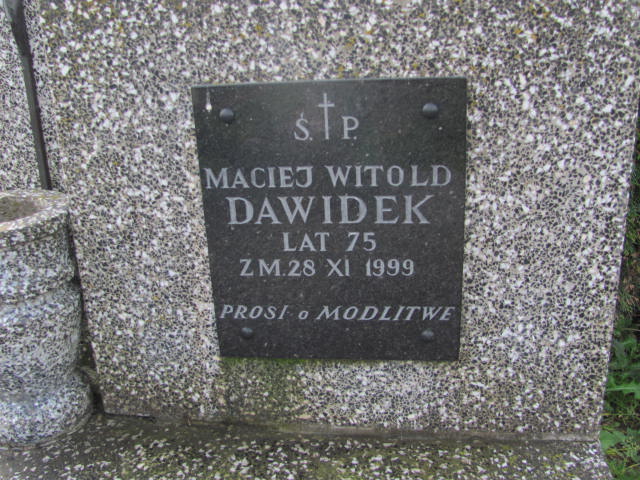 S. † P.
MACIEJ WITOLD
DAWIDEK
LAT 75
ZM. 28 XI 1999
PROSI o MODLITWE